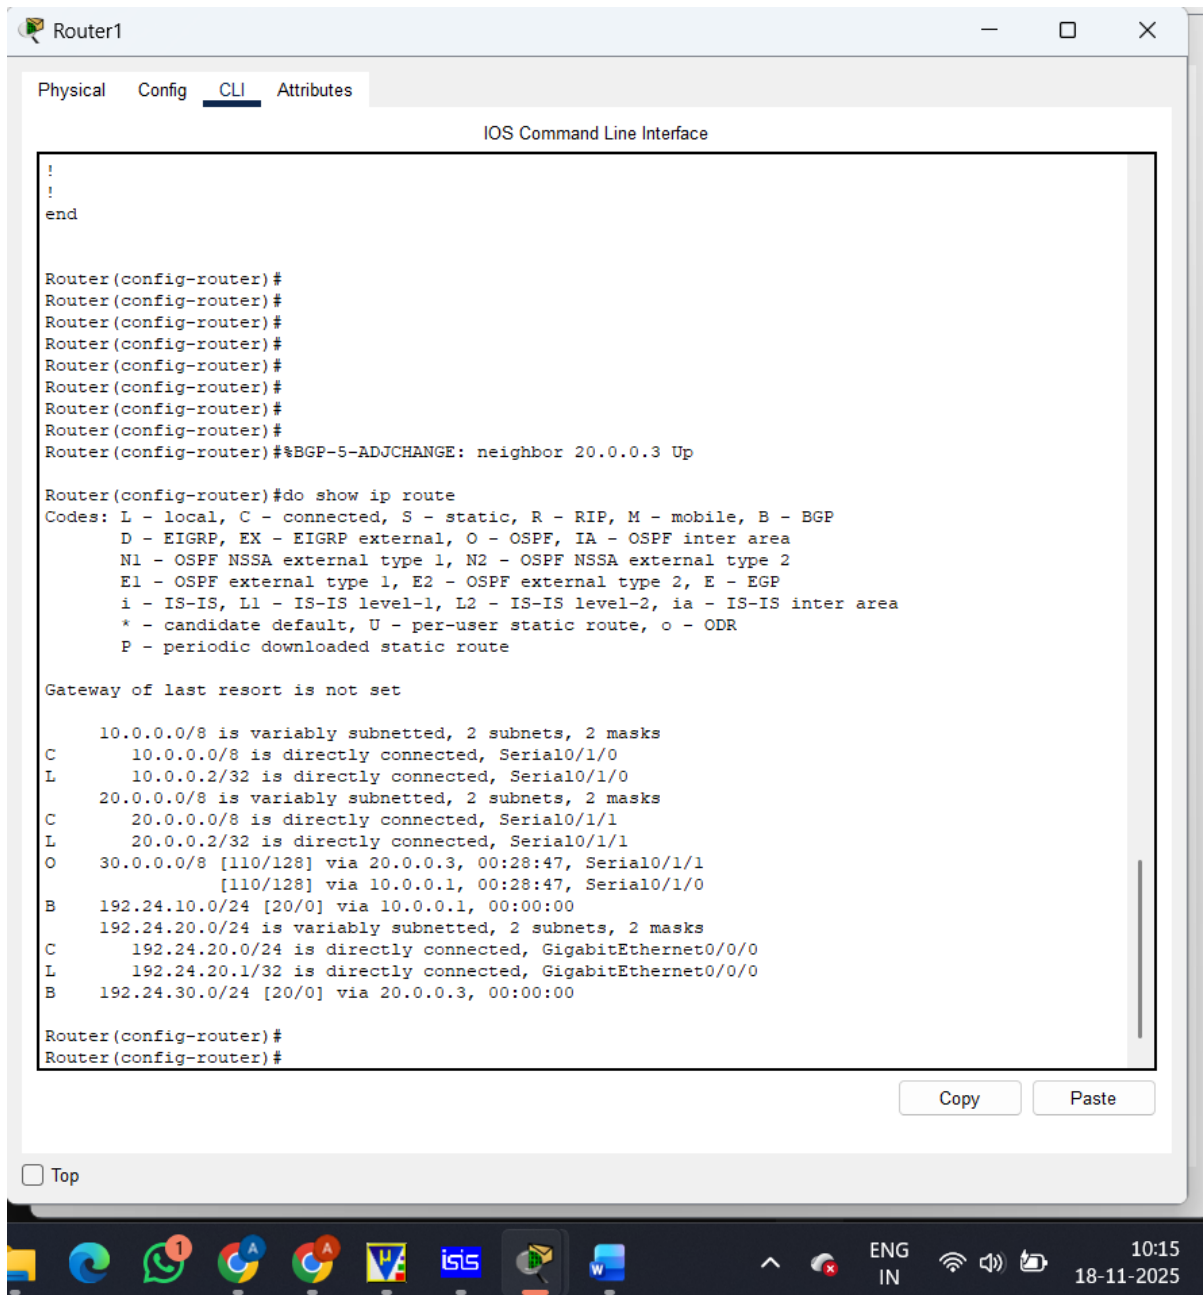 Router1
Physical Config CLI Attributes
IOS Command Line Interface
!
!
end
Router(config-router)#
Router(config-router)#
Router(config-router)#
Router(config-router)#
Router(config-router)#
Router(config-router)#
Router(config-router)#
Router(config-router)#
Router(config-router)#%BGP-5-ADJCHANGE: neighbor 20.0.0.3 Up
Router(config-router)#do show ip route
Codes: L - local, C - connected, S - static, R - RIP, M - mobile, B - BGP
       D - EIGRP, EX - EIGRP external, O - OSPF, IA - OSPF inter area
       N1 - OSPF NSSA external type 1, N2 - OSPF NSSA external type 2
       E1 - OSPF external type 1, E2 - OSPF external type 2, E - EGP
       i - IS-IS, L1 - IS-IS level-1, L2 - IS-IS level-2, ia - IS-IS inter area
       * - candidate default, U - per-user static route, o - ODR
       P - periodic downloaded static route
Gateway of last resort is not set
     10.0.0.0/8 is variably subnetted, 2 subnets, 2 masks
C       10.0.0.0/8 is directly connected, Serial0/1/0
L       10.0.0.2/32 is directly connected, Serial0/1/0
     20.0.0.0/8 is variably subnetted, 2 subnets, 2 masks
C       20.0.0.0/8 is directly connected, Serial0/1/1
L       20.0.0.2/32 is directly connected, Serial0/1/1
O    30.0.0.0/8 [110/128] via 20.0.0.3, 00:28:47, Serial0/1/1
                [110/128] via 10.0.0.1, 00:28:47, Serial0/1/0
B    192.24.10.0/24 [20/0] via 10.0.0.1, 00:00:00
     192.24.20.0/24 is variably subnetted, 2 subnets, 2 masks
C       192.24.20.0/24 is directly connected, GigabitEthernet0/0/0
L       192.24.20.1/32 is directly connected, GigabitEthernet0/0/0
B    192.24.30.0/24 [20/0] via 20.0.0.3, 00:00:00
Router(config-router)#
Router(config-router)#
Copy Paste
Top
1 A A µ isis w ENG 10:15
IN 18-11-2025